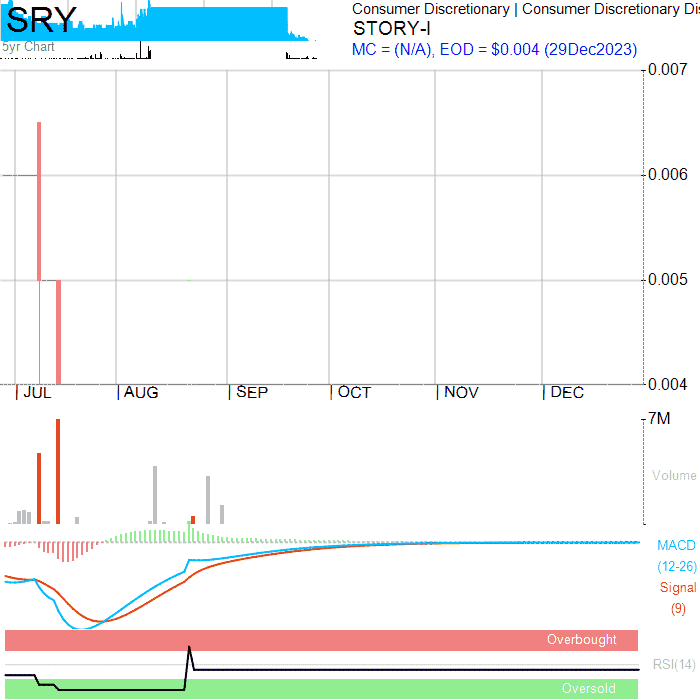 SRY
5yr Chart
Consumer Discretionary | Consumer Discretionary Dis
STORY-I
MC = (N/A), EOD = $0.004 (29Dec2023)
0.007
0.006
0.005
0.004
| JUL | AUG | SEP | OCT | NOV | DEC
7M
Volume
MACD
(12-26)
Signal
(9)
Overbought
RSI(14)
Oversold